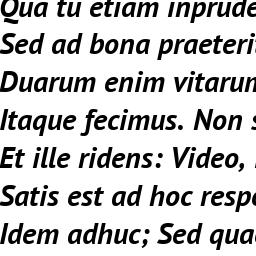 Qua tu etiam inprude
Sed ad bona praeteri
Duarum enim vitarum
Itaque fecimus. Non s
Et ille ridens: Video,
Satis est ad hoc resp
Idem adhuc; Sed qua